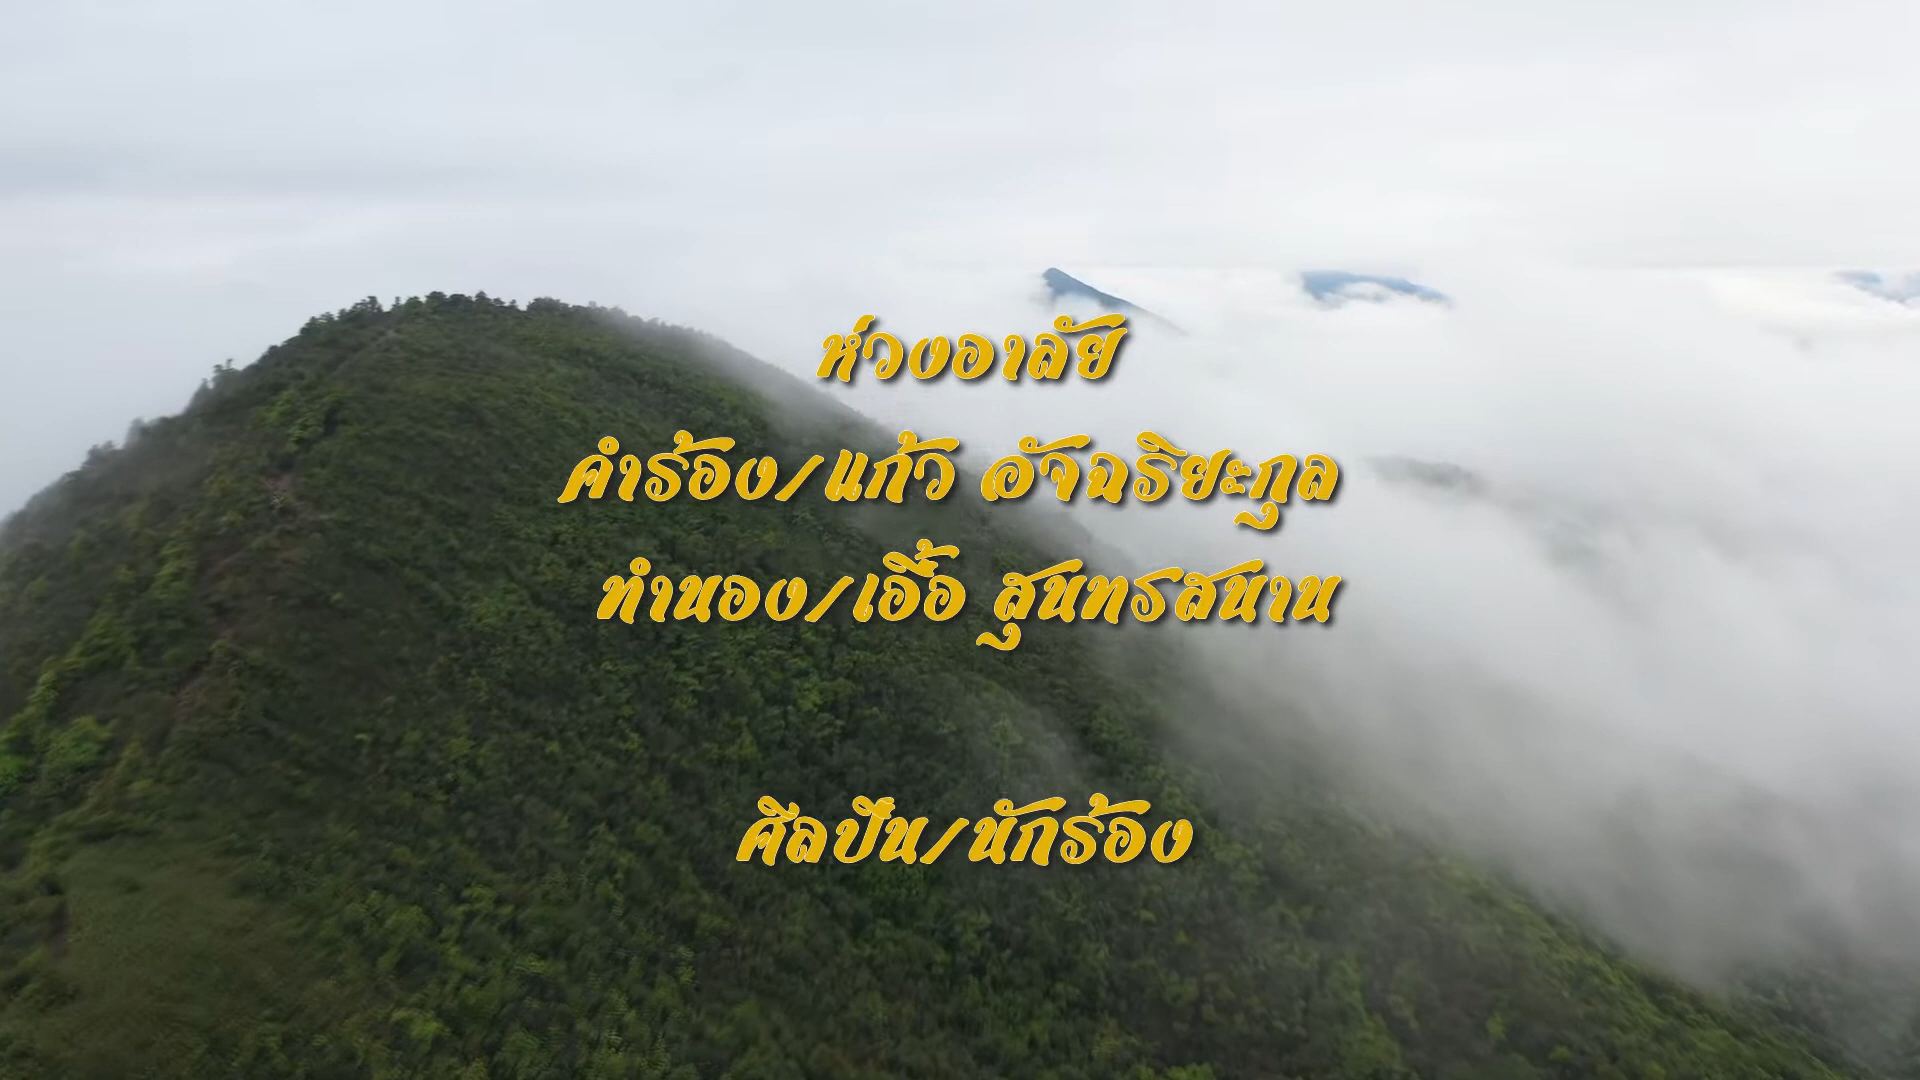 ห่วงอาลัย
คำร้อง/แก้ว อัจฉริยะกุล
ทำนอง/เอื้อ สุนทรสนาน
ศิลปิน/นักร้อง